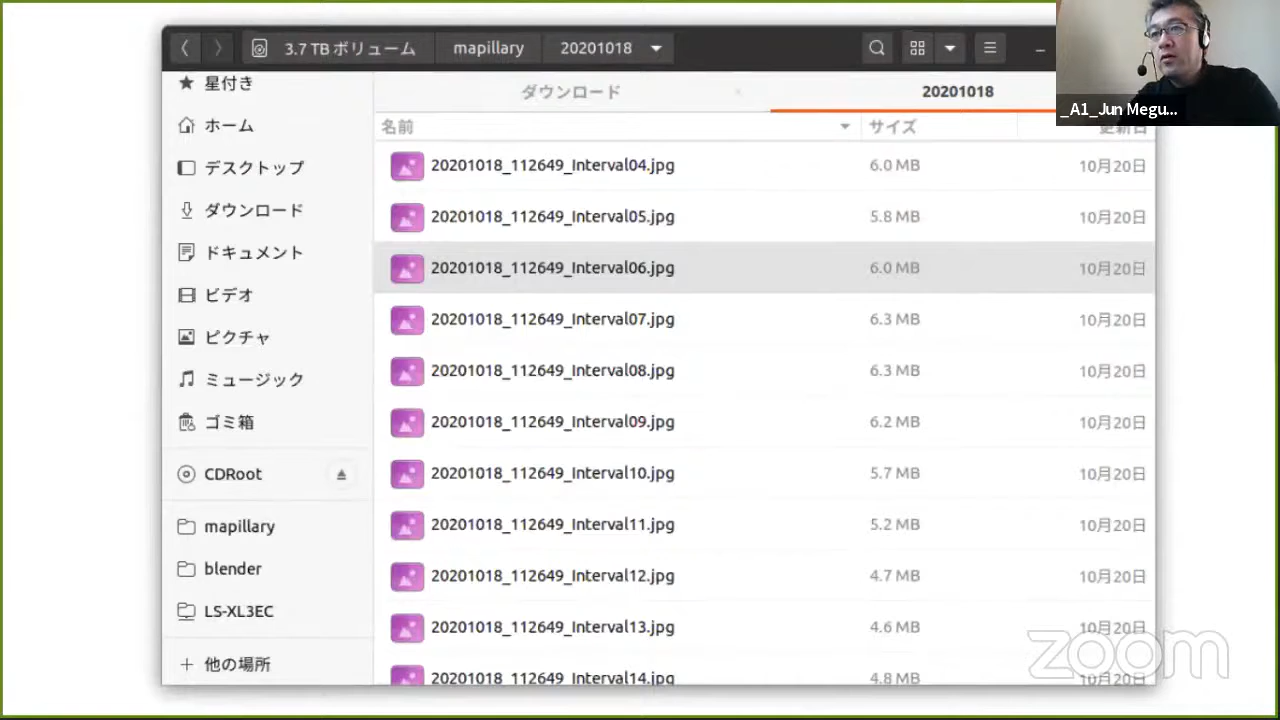 3.7 TB ボリューム mapillary 20201018
_A1_Jun Megu...
星付き
ホーム
デスクトップ
ダウンロード
ドキュメント
ビデオ
ピクチャ
ミュージック
ゴミ箱
CDRoot
mapillary
blender
LS-XL3EC
他の場所
ダウンロード 20201018
名前 サイズ 更新日
20201018_112649_Interval04.jpg 6.0 MB 10月20日
20201018_112649_Interval05.jpg 5.8 MB 10月20日
20201018_112649_Interval06.jpg 6.0 MB 10月20日
20201018_112649_Interval07.jpg 6.3 MB 10月20日
20201018_112649_Interval08.jpg 6.3 MB 10月20日
20201018_112649_Interval09.jpg 6.2 MB 10月20日
20201018_112649_Interval10.jpg 5.7 MB 10月20日
20201018_112649_Interval11.jpg 5.2 MB 10月20日
20201018_112649_Interval12.jpg 4.7 MB 10月20日
20201018_112649_Interval13.jpg 4.6 MB 10月20日
20201018_112649_Interval14.jpg 4.8 MB 10月20日
zoom